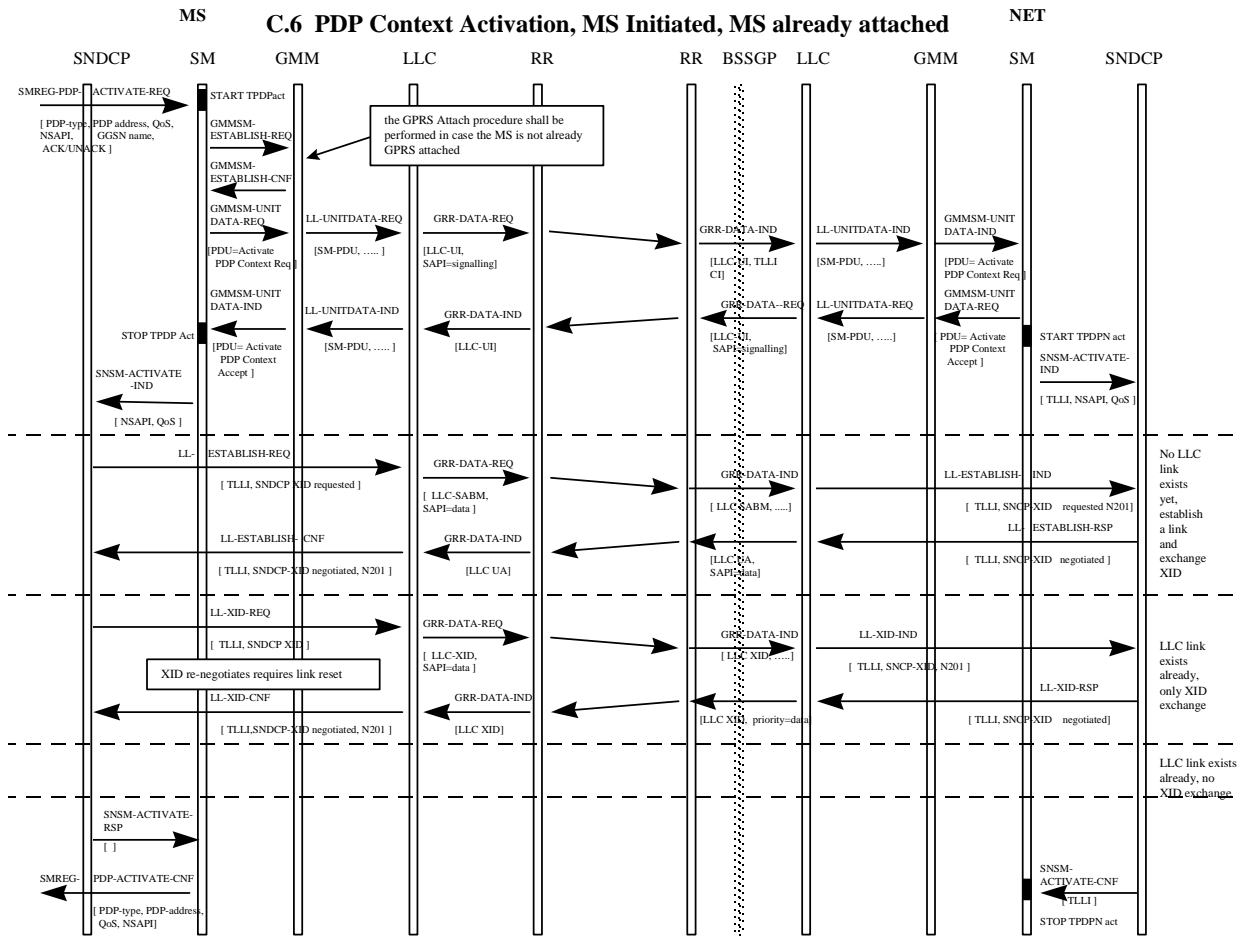 MS
C.6 PDP Context Activation, MS Initiated, MS already attached
NET
SNDCP
SM
GMM
LLC
RR
RR
BSSGP
LLC
GMM
SM
SNDCP
SMREG-PDP- ACTIVATE-REQ
START TPDPact
[ PDP-type, PDP address, QoS,
NSAPI, GGSN name,
ACK/UNACK ]
GMMSM-
ESTABLISH-REQ
the GPRS Attach procedure shall be
performed in case the MS is not already
GPRS attached
GMMSM-
ESTABLISH-CNF
GMMSM-UNIT
DATA-REQ
[PDU=Activate
PDP Context Req ]
LL-UNITDATA-REQ
[SM-PDU, ….. ]
GRR-DATA-REQ
[LLC-UI,
SAPI=signalling]
GRR-DATA-IND
[LLC-UI, TLLI
CI]
LL-UNITDATA-IND
[SM-PDU, …..]
GMMSM-UNIT
DATA-IND
[PDU= Activate
PDP Context Req ]
GMMSM-UNIT
DATA-IND
STOP TPDP Act
[PDU= Activate
PDP Context
Accept ]
LL-UNITDATA-IND
[SM-PDU, ….. ]
GRR-DATA-IND
[LLC-UI]
GRR-DATA--REQ
[LLC-UI,
SAPI=signalling]
LL-UNITDATA-REQ
[SM-PDU, …..]
GMMSM-UNIT
DATA-REQ
[ PDU= Activate
PDP Context
Accept ]
START TPDPN act
SNSM-ACTIVATE-
IND
[ TLLI, NSAPI, QoS ]
SNSM-ACTIVATE
-IND
[ NSAPI, QoS ]
LL- ESTABLISH-REQ
[ TLLI, SNDCP XID requested ]
GRR-DATA-REQ
[ LLC-SABM,
SAPI=data ]
GRR-DATA-IND
[ LLC SABM, .....]
LL-ESTABLISH- IND
[ TLLI, SNCP-XID requested N201]
No LLC
link
exists
yet,
establish
a link
and
exchange
XID
LL-ESTABLISH- CNF
[ TLLI, SNDCP-XID negotiated, N201 ]
GRR-DATA-IND
[LLC UA]
[LLC UA,
SAPI=data]
LL- ESTABLISH-RSP
[ TLLI, SNCP-XID negotiated ]
LL-XID-REQ
[ TLLI, SNDCP XID ]
GRR-DATA-REQ
[ LLC-XID,
SAPI=data ]
GRR-DATA-IND
[ LLC XID, …..]
LL-XID-IND
[ TLLI, SNCP-XID, N201 ]
LLC link
exists
already,
only XID
exchange
XID re-negotiates requires link reset
LL-XID-CNF
[ TLLI,SNDCP-XID negotiated, N201 ]
GRR-DATA-IND
[LLC XID]
[LLC XID, priority=data]
LL-XID-RSP
[ TLLI, SNCP-XID negotiated]
LLC link exists
already, no
XID exchange
SNSM-ACTIVATE-
RSP
[ ]
SMREG- PDP-ACTIVATE-CNF
[ PDP-type, PDP-address,
QoS, NSAPI]
SNSM-
ACTIVATE-CNF
[ TLLI ]
STOP TPDPN act